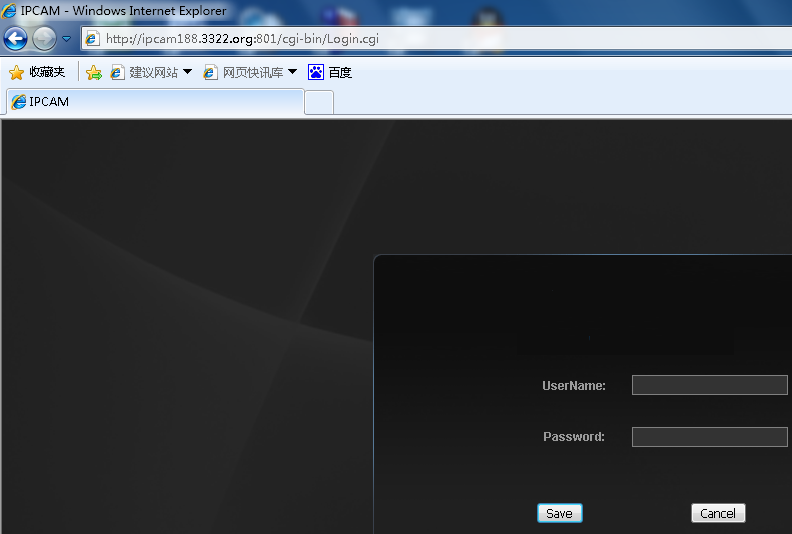 IPCAM - Windows Internet Explorer
http://ipcam188.3322.org:801/cgi-bin/Login.cgi
收藏夹 建议网站 网页快讯库 百度
IPCAM
UserName:
Password:
Save Cancel